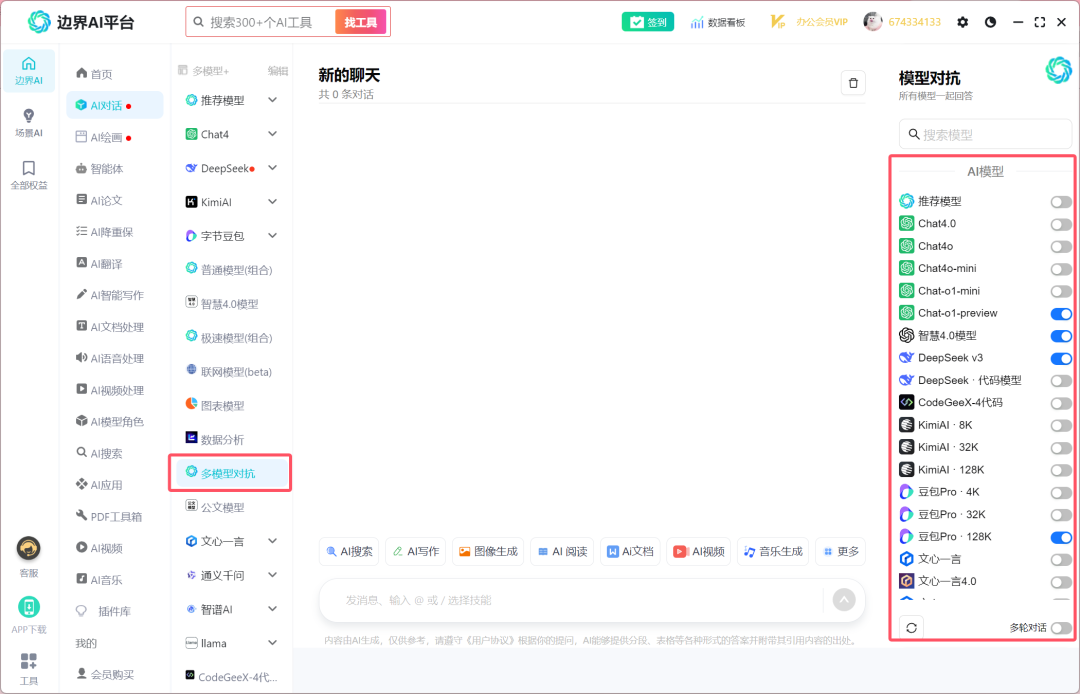 边界AI平台
搜索300+个AI工具
找工具
签到
数据看板
办公会员VIP
674334133
边界AI
场景AI
全部权益
客服
APP下载
工具
首页
AI对话
AI绘画
智能体
AI论文
AI降重保
AI翻译
AI智能写作
AI文档处理
AI语音处理
AI视频处理
AI模型角色
AI搜索
AI应用
PDF工具箱
AI视频
AI音乐
插件库
我的
会员购买
多模型+
编辑
推荐模型
Chat4
DeepSeek
KimiAI
字节豆包
普通模型(组合)
智慧4.0模型
极速模型(组合)
联网模型(beta)
图表模型
数据分析
多模型对抗
公文模型
文心一言
通义千问
智谱AI
llama
CodeGeeX-4代...
新的聊天
共 0 条对话
AI搜索
AI写作
图像生成
AI 阅读
Ai文档
AI视频
音乐生成
更多
发消息、输入 @ 或 / 选择技能
内容由AI生成，仅供参考，请遵守《用户协议》根据你的提问，AI能够提供分段、表格等各种形式的答案并附带其引用内容的出处。
模型对抗
所有模型一起回答
搜索模型
AI模型
推荐模型
Chat4.0
Chat4o
Chat4o-mini
Chat-o1-mini
Chat-o1-preview
智慧4.0模型
DeepSeek v3
DeepSeek · 代码模型
CodeGeeX-4代码
KimiAI · 8K
KimiAI · 32K
KimiAI · 128K
豆包Pro · 4K
豆包Pro · 32K
豆包Pro · 128K
文心一言
文心一言4.0
多轮对话